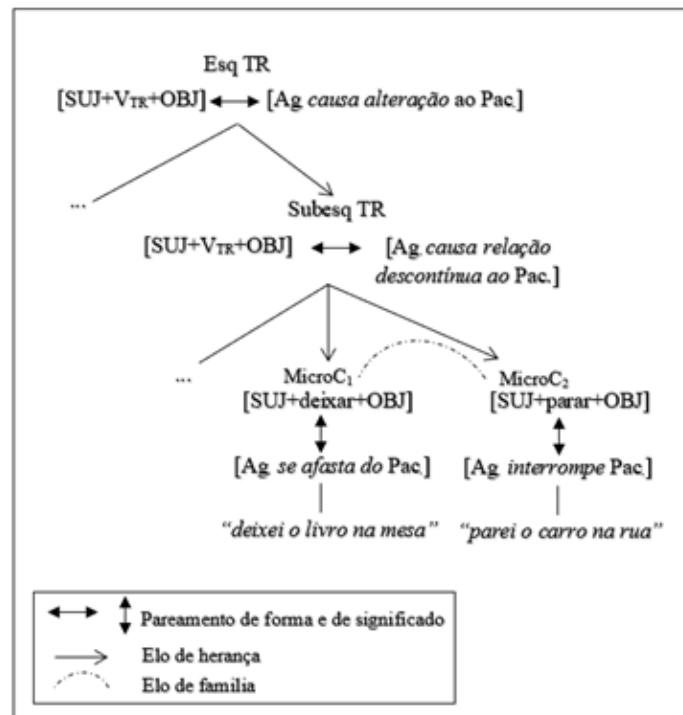 Esq TR
[SUJ+VTR+OBJ] [Ag. causa alteração ao Pac.]
...
Subesq TR
[SUJ+VTR+OBJ] [Ag. causa relação
descontínua ao Pac.]
...
MicroC1 MicroC2
[SUJ+deixar+OBJ] [SUJ+parar+OBJ]
[Ag. se afasta do Pac.] [Ag. interrompe Pac.]
“deixei o livro na mesa” “parei o carro na rua”
Pareamento de forma e de significado
Elo de herança
Elo de família